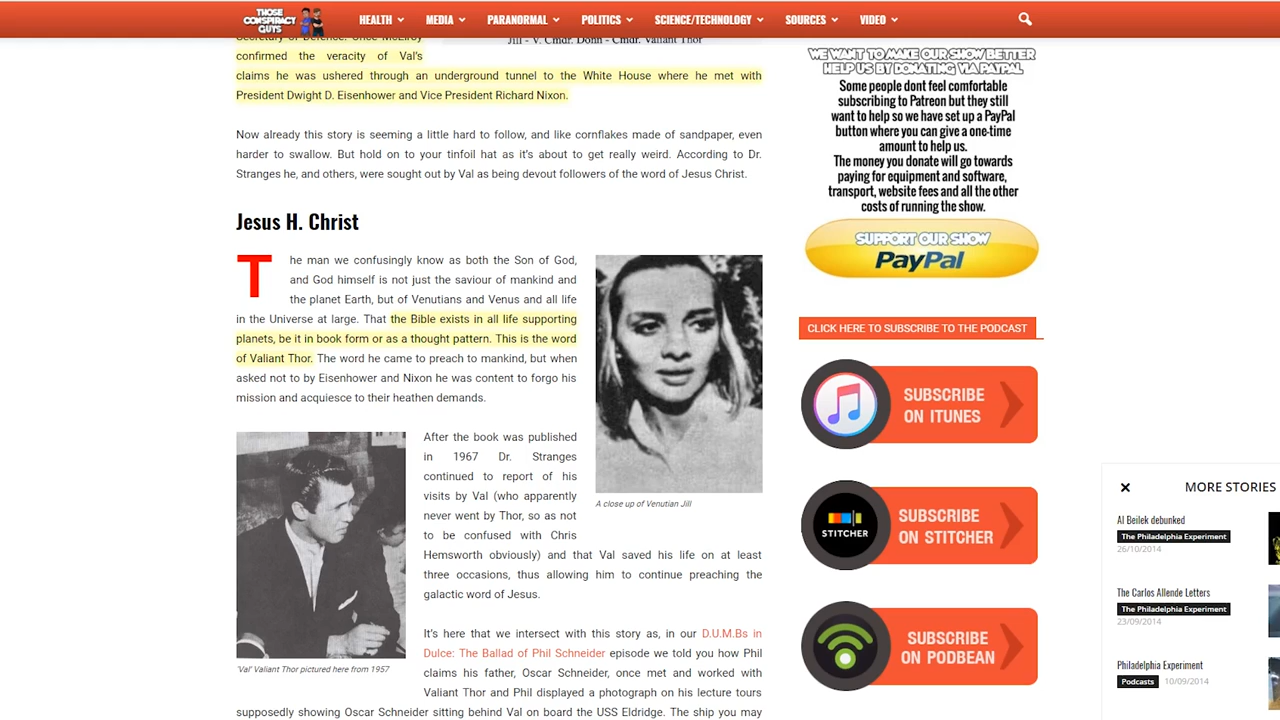 THOSE
CONSPIRACY
GUYS
HEALTH
MEDIA
PARANORMAL
POLITICS
SCIENCE/TECHNOLOGY
SOURCES
VIDEO
Secretary of Defence. Once McElroy
confirmed the veracity of Val's
Jill - V. Cmdr. Donn - Cmdr. Valiant Thor
claims he was ushered through an underground tunnel to the White House where he met with
President Dwight D. Eisenhower and Vice President Richard Nixon.
Now already this story is seeming a little hard to follow, and like cornflakes made of sandpaper, even
harder to swallow. But hold on to your tinfoil hat as it's about to get really weird. According to Dr.
Stranges he, and others, were sought out by Val as being devout followers of the word of Jesus Christ.
Jesus H. Christ
The man we confusingly know as both the Son of God,
and God himself is not just the saviour of mankind and
the planet Earth, but of Venutians and Venus and all life
in the Universe at large. That the Bible exists in all life supporting
planets, be it in book form or as a thought pattern. This is the word
of Valiant Thor. The word he came to preach to mankind, but when
asked not to by Eisenhower and Nixon he was content to forgo his
mission and acquiesce to their heathen demands.
A close up of Venutian Jill
After the book was published
in 1967 Dr. Stranges
continued to report of his
visits by Val (who apparently
never went by Thor, so as not
to be confused with Chris
Hemsworth obviously) and that Val saved his life on at least
three occasions, thus allowing him to continue preaching the
galactic word of Jesus.
'Val' Valiant Thor pictured here from 1957
It's here that we intersect with this story as, in our D.U.M.Bs in
Dulce: The Ballad of Phil Schneider episode we told you how Phil
claims his father, Oscar Schneider, once met and worked with
Valiant Thor and Phil displayed a photograph on his lecture tours
supposedly showing Oscar Schneider sitting behind Val on board the USS Eldridge. The ship you may
WE WANT TO MAKE OUR SHOW BETTER
HELP US BY DONATING VIA PAYPAL
Some people dont feel comfortable
subscribing to Patreon but they still
want to help so we have set up a PayPal
button where you can give a one-time
amount to help us.
The money you donate will go towards
paying for equipment and software,
transport, website fees and all the other
costs of running the show.
SUPPORT OUR SHOW
PayPal
CLICK HERE TO SUBSCRIBE TO THE PODCAST
SUBSCRIBE
ON ITUNES
STITCHER
SUBSCRIBE
ON STITCHER
SUBSCRIBE
ON PODBEAN
MORE STORIES
Al Beilek debunked
The Philadelphia Experiment
26/10/2014
The Carlos Allende Letters
The Philadelphia Experiment
23/09/2014
Philadelphia Experiment
Podcasts 10/09/2014